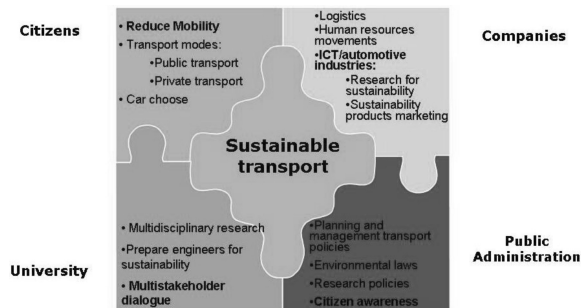 Citizens
•Reduce Mobility
• Transport modes:
•Public transport
•Private transport
• Car choose
•Logistics
•Human resources
movements
•ICT/automotive
industries:
•Research for
sustainability
•Sustainability
products marketing
Companies
Sustainable
transport
University
• Multidisciplinary research
•Prepare engineers for
sustainability
• Multistakeholder
dialogue
•Planning and
management transport
policies
•Environmental laws
•Research policies
•Citizen awareness
Public
Administration